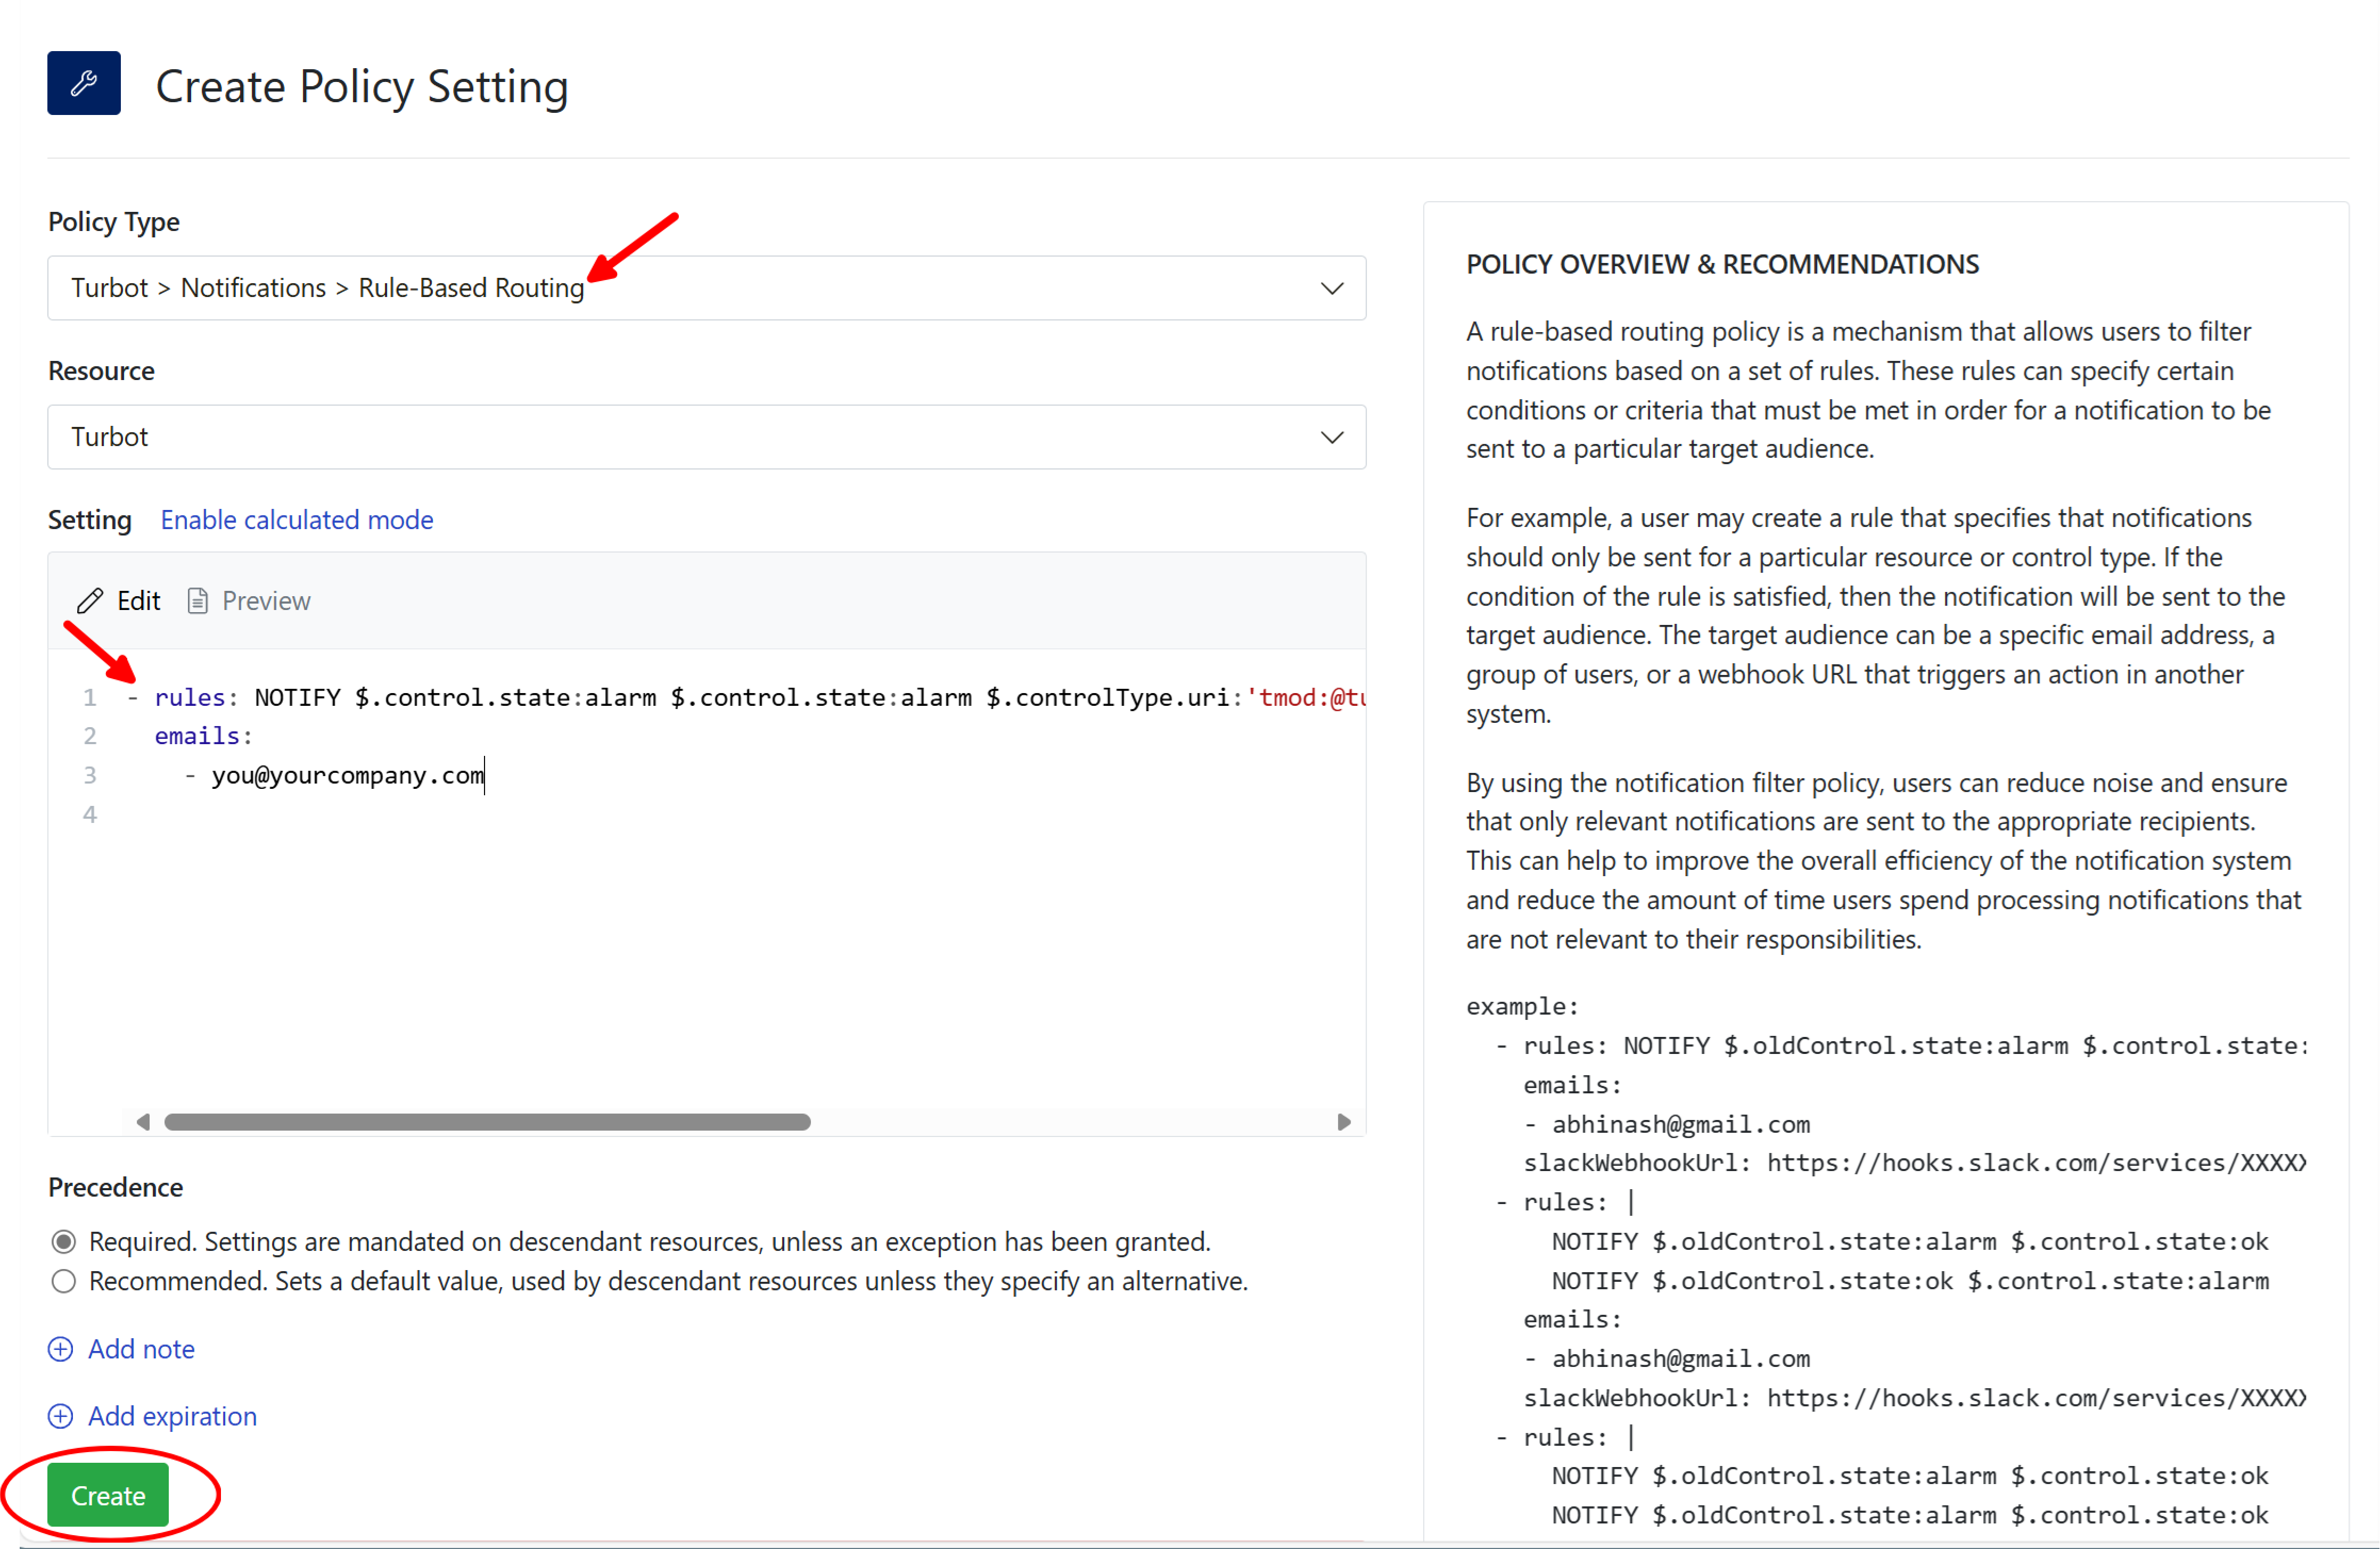 Create Policy Setting
Policy Type
Turbot > Notifications > Rule-Based Routing
Resource
Turbot
Setting Enable calculated mode
Edit Preview
1 - rules: NOTIFY $.control.state:alarm $.control.state:alarm $.controlType.uri:'tmod:@tu
2 emails:
3 - you@yourcompany.com
4
Precedence
Required. Settings are mandated on descendant resources, unless an exception has been granted.
Recommended. Sets a default value, used by descendant resources unless they specify an alternative.
Add note
Add expiration
Create
POLICY OVERVIEW & RECOMMENDATIONS
A rule-based routing policy is a mechanism that allows users to filter
notifications based on a set of rules. These rules can specify certain
conditions or criteria that must be met in order for a notification to be
sent to a particular target audience.
For example, a user may create a rule that specifies that notifications
should only be sent for a particular resource or control type. If the
condition of the rule is satisfied, then the notification will be sent to the
target audience. The target audience can be a specific email address, a
group of users, or a webhook URL that triggers an action in another
system.
By using the notification filter policy, users can reduce noise and ensure
that only relevant notifications are sent to the appropriate recipients.
This can help to improve the overall efficiency of the notification system
and reduce the amount of time users spend processing notifications that
are not relevant to their responsibilities.
example:
- rules: NOTIFY $.oldControl.state:alarm $.control.state:
emails:
- abhinash@gmail.com
slackWebhookUrl: https://hooks.slack.com/services/XXXXX
- rules: |
NOTIFY $.oldControl.state:alarm $.control.state:ok
NOTIFY $.oldControl.state:ok $.control.state:alarm
emails:
- abhinash@gmail.com
slackWebhookUrl: https://hooks.slack.com/services/XXXXX
- rules: |
NOTIFY $.oldControl.state:alarm $.control.state:ok
NOTIFY $.oldControl.state:alarm $.control.state:ok